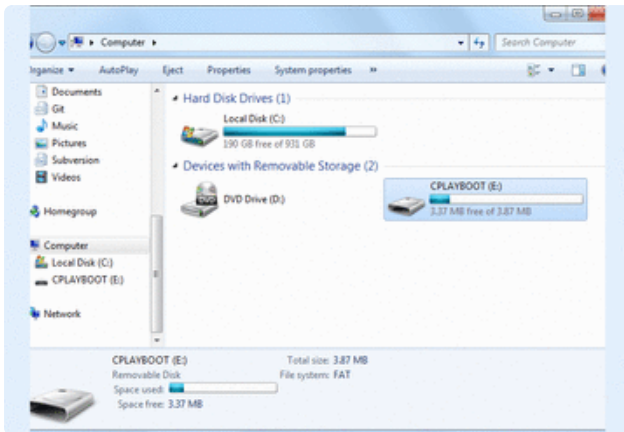 Computer
Search Computer
Organize AutoPlay Eject Properties System properties »
Documents
Git
Music
Pictures
Subversion
Videos
Homegroup
Computer
Local Disk (C:)
CPLAYBOOT (E:)
Network
Hard Disk Drives (1)
Local Disk (C:)
190 GB free of 931 GB
Devices with Removable Storage (2)
DVD Drive (D:)
CPLAYBOOT (E:)
3.37 MB free of 3.87 MB
CPLAYBOOT (E:) Total size: 3.87 MB
Removable Disk File system: FAT
Space used:
Space free: 3.37 MB